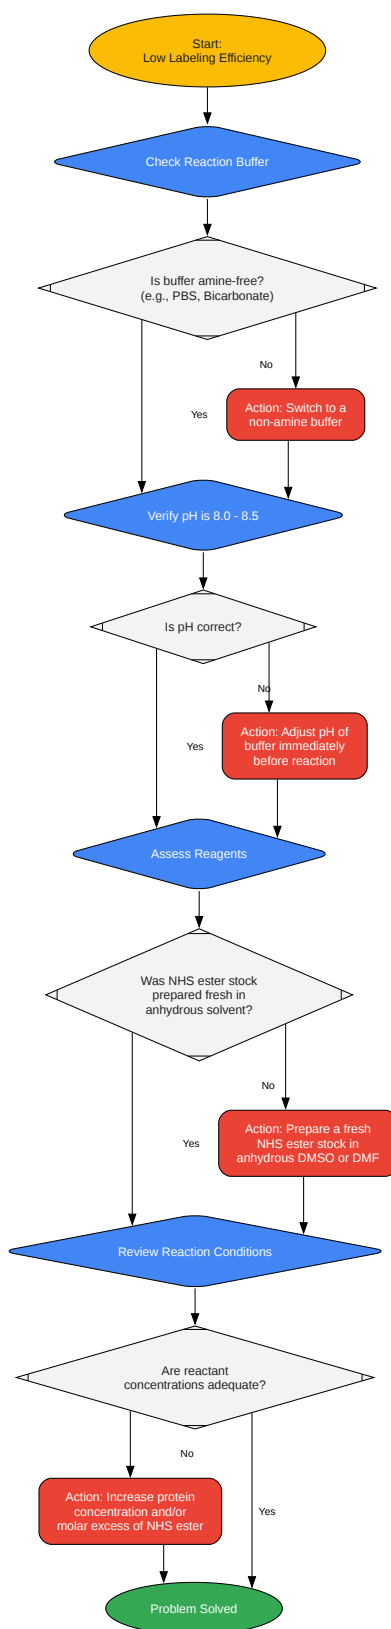 Start:
Low Labeling Efficiency
Check Reaction Buffer
Is buffer amine-free?
(e.g., PBS, Bicarbonate)
No
Yes
Action: Switch to a
non-amine buffer
Verify pH is 8.0 - 8.5
Is pH correct?
No
Yes
Action: Adjust pH of
buffer immediately
before reaction
Assess Reagents
Was NHS ester stock
prepared fresh in
anhydrous solvent?
No
Yes
Action: Prepare a fresh
NHS ester stock in
anhydrous DMSO or DMF
Review Reaction Conditions
Are reactant
concentrations adequate?
No
Action: Increase protein
concentration and/or
molar excess of NHS ester
Yes
Problem Solved